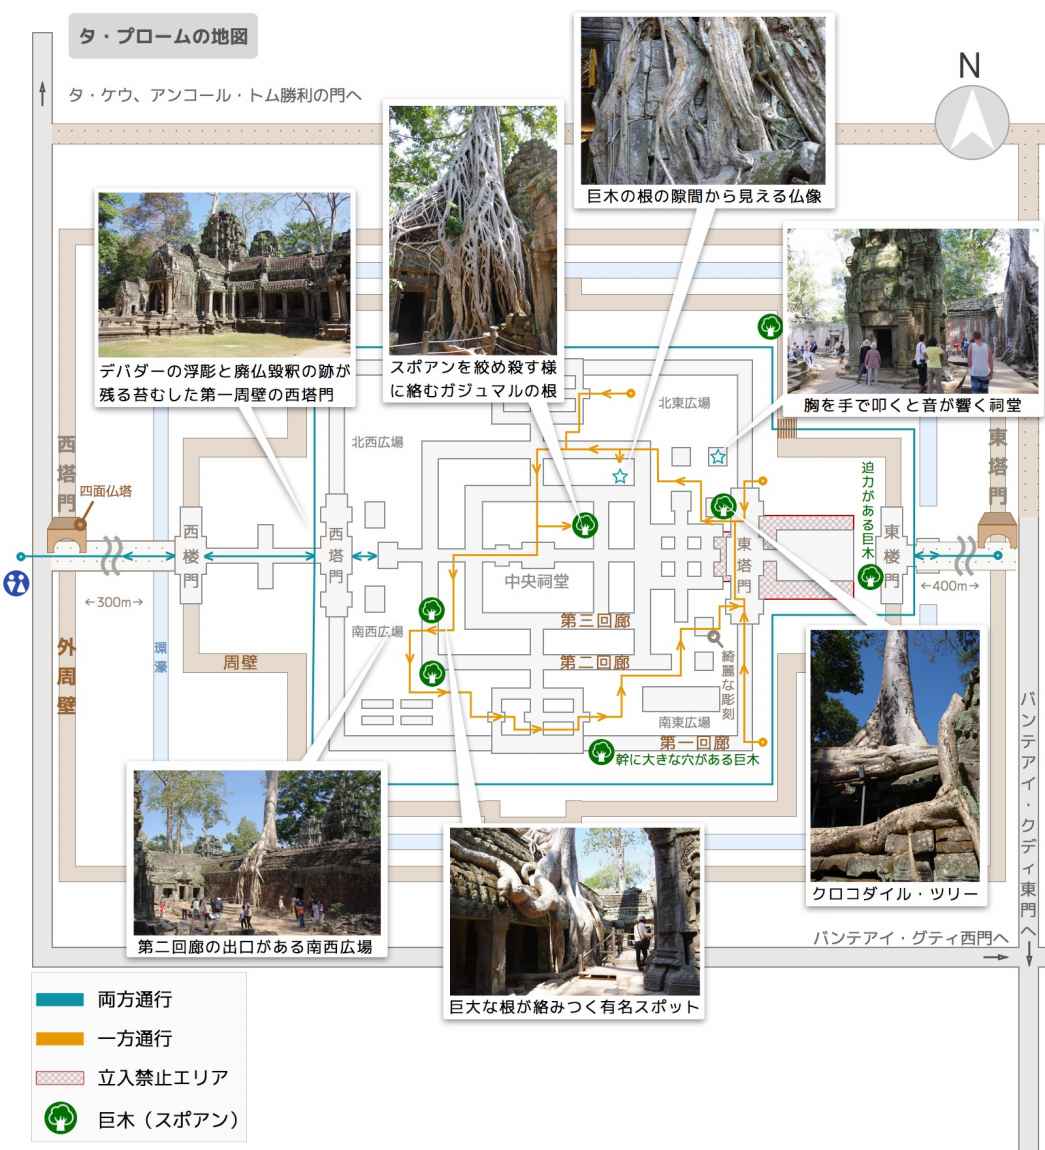 タ・プロームの地図
タ・ケウ、アンコール・トム勝利の門へ
N
巨木の根の隙間から見える仏像
デバダーの浮彫と廃仏毀釈の跡が
残る苔むした第一周壁の西塔門
スポアンを絞め殺す様
に絡むガジュマルの根
胸を手で叩くと音が響く祠堂
北東広場
北西広場
西塔門
四面仏塔
東塔門
迫力がある巨木
西楼門
西塔門
中央祠堂
東塔門
東楼門
←300m→
←400m→
第三回廊
南西広場
外周壁
環濠
周壁
第二回廊
綺麗な彫刻
南東広場
第一回廊
幹に大きな穴がある巨木
バンテアイ・クディ東門へ
クロコダイル・ツリー
第二回廊の出口がある南西広場
巨大な根が絡みつく有名スポット
バンテアイ・グティ西門へ
両方通行
一方通行
立入禁止エリア
巨木（スポアン）